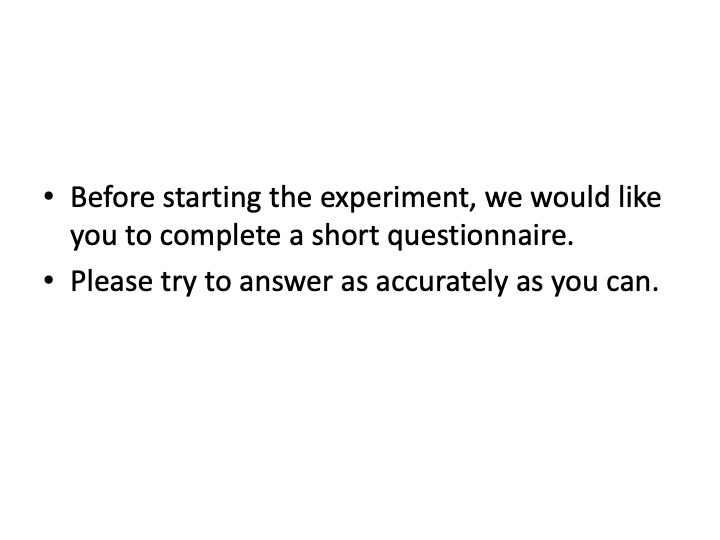 • Before starting the experiment, we would like
you to complete a short questionnaire.
• Please try to answer as accurately as you can.